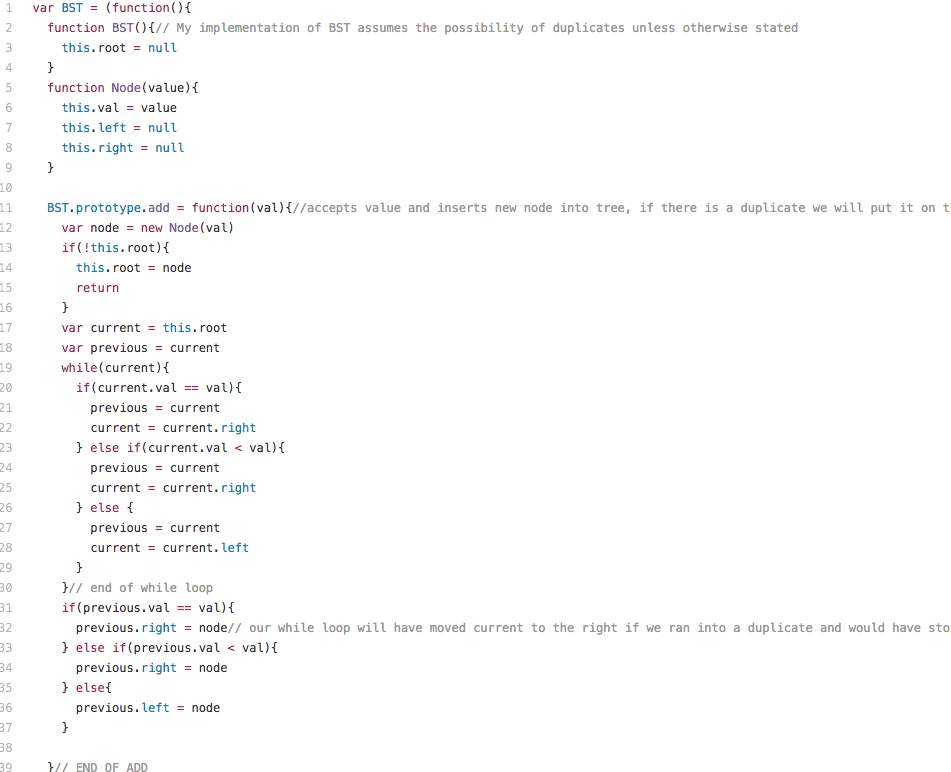 1 var BST = (function(){
2 function BST(){// My implementation of BST assumes the possibility of duplicates unless otherwise stated
3 this.root = null
4 }
5 function Node(value){
6 this.val = value
7 this.left = null
8 this.right = null
9 }
10
11 BST.prototype.add = function(val){//accepts value and inserts new node into tree, if there is a duplicate we will put it on
12 var node = new Node(val)
13 if(!this.root){
14 this.root = node
15 return
16 }
17 var current = this.root
18 var previous = current
19 while(current){
20 if(current.val == val){
21 previous = current
22 current = current.right
23 } else if(current.val < val){
24 previous = current
25 current = current.right
26 } else {
27 previous = current
28 current = current.left
29 }
30 }// end of while loop
31 if(previous.val == val){
32 previous.right = node// our while loop will have moved current to the right if we ran into a duplicate and would have
33 } else if(previous.val < val){
34 previous.right = node
35 } else{
36 previous.left = node
37 }
38
39 }// END OF ADD